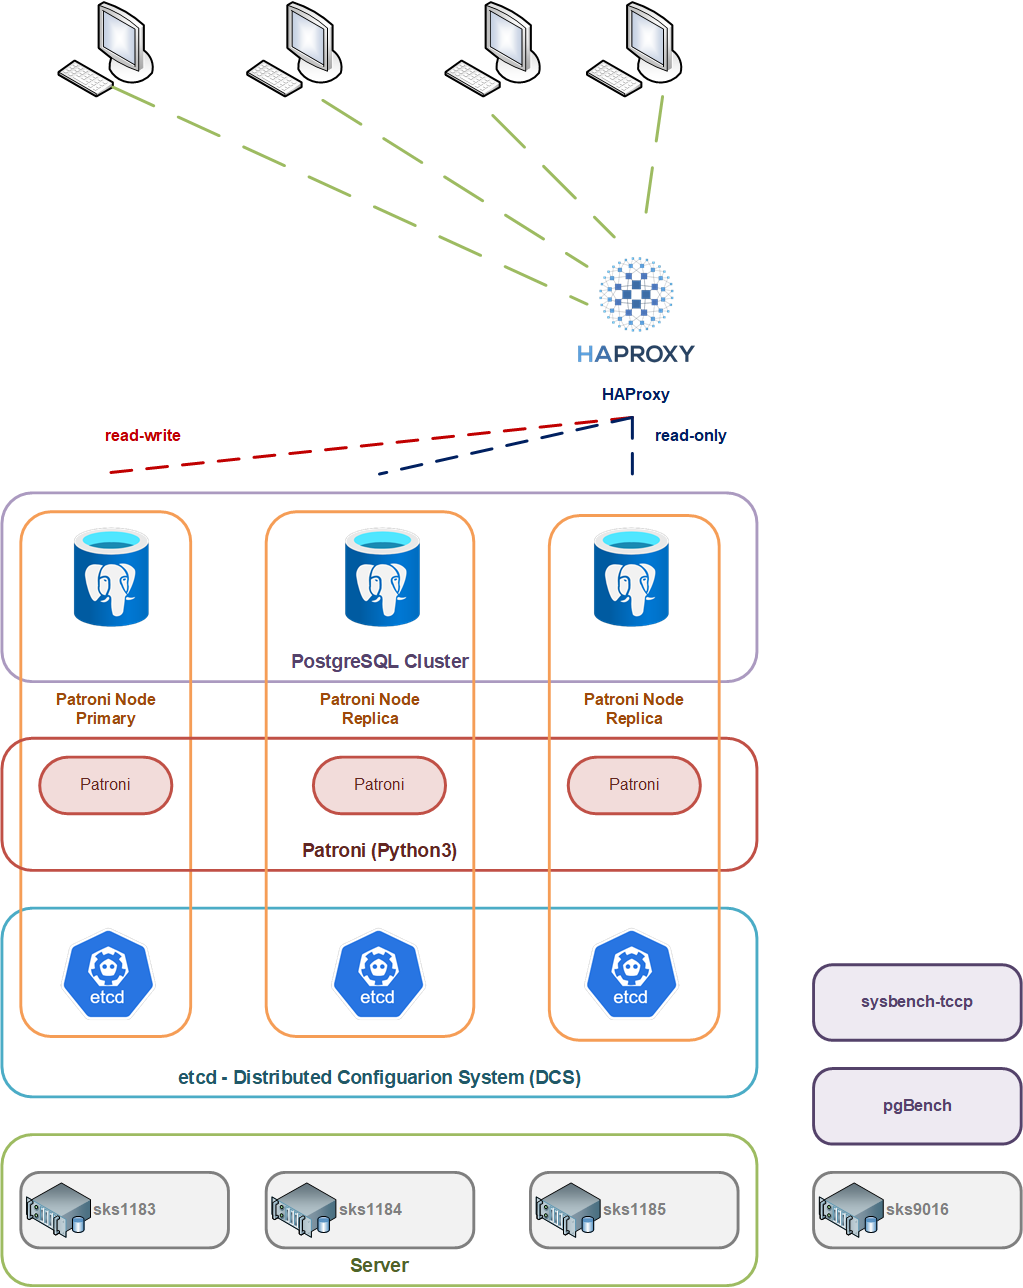 HAPROXY
HAProxy
read-write
read-only
PostgreSQL Cluster
Patroni Node
Primary
Patroni Node
Replica
Patroni Node
Replica
Patroni
Patroni
Patroni
Patroni (Python3)
etcd
etcd
etcd
etcd - Distributed Configuarion System (DCS)
sysbench-tccp
pgBench
sks1183
sks1184
sks1185
sks9016
Server